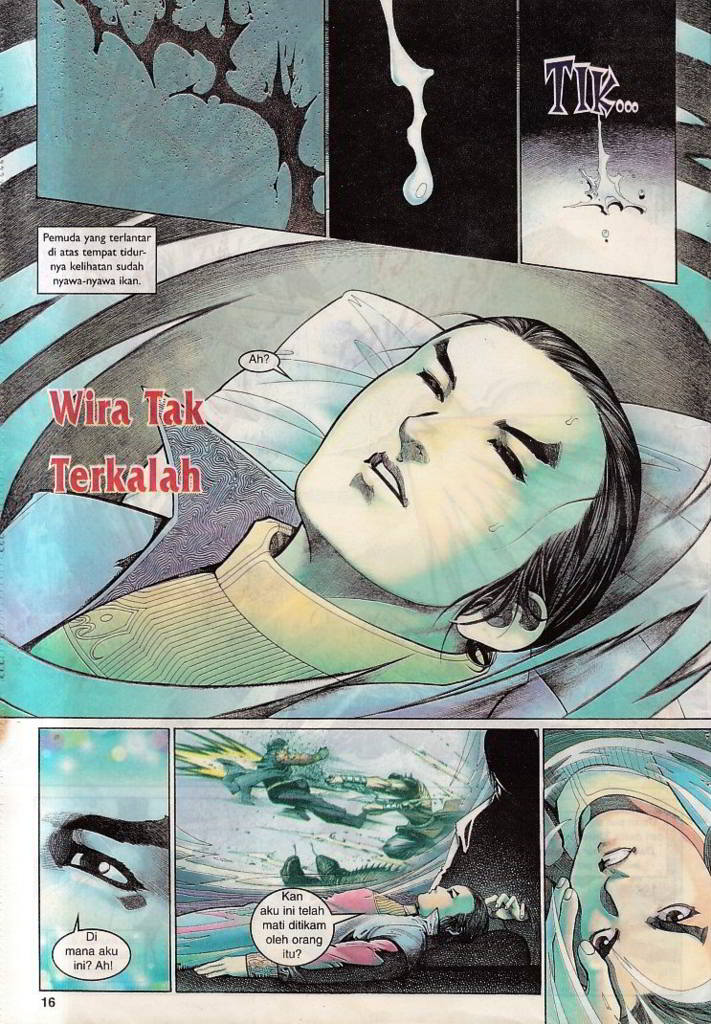 TIK...
Pemuda yang terlantar
di atas tempat tidur-
nya kelihatan sudah
nyawa-nyawa ikan.
Ah?
Wira Tak
Terkalah
Di
mana aku
ini? Ah!
Kan
aku ini telah
mati ditikam
oleh orang
itu?
16